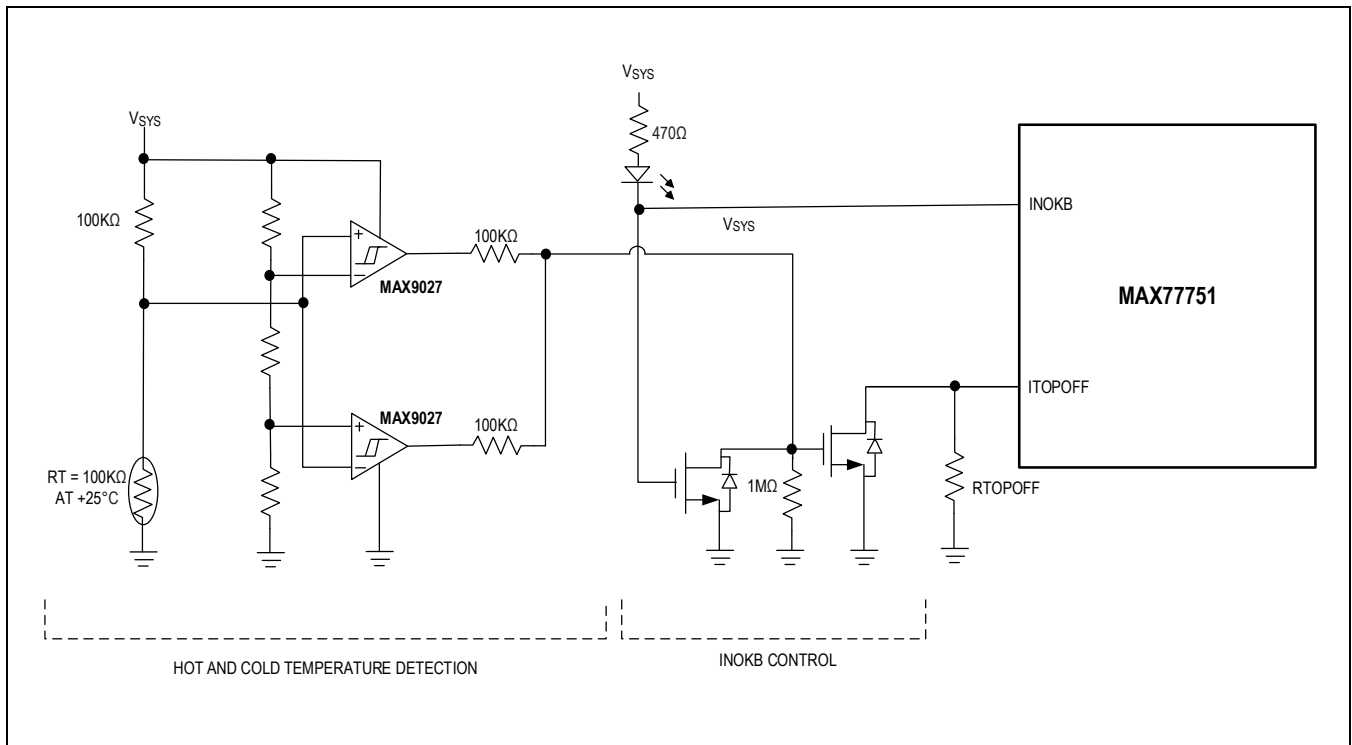 VSYS
470Ω
VSYS
100KΩ
+
−
MAX9027
100KΩ
VSYS
INOKB
MAX77751
RT = 100KΩ
AT +25°C
MAX9027
+
−
100KΩ
1MΩ
ITOPOFF
RTOPOFF
HOT AND COLD TEMPERATURE DETECTION
INOKB CONTROL